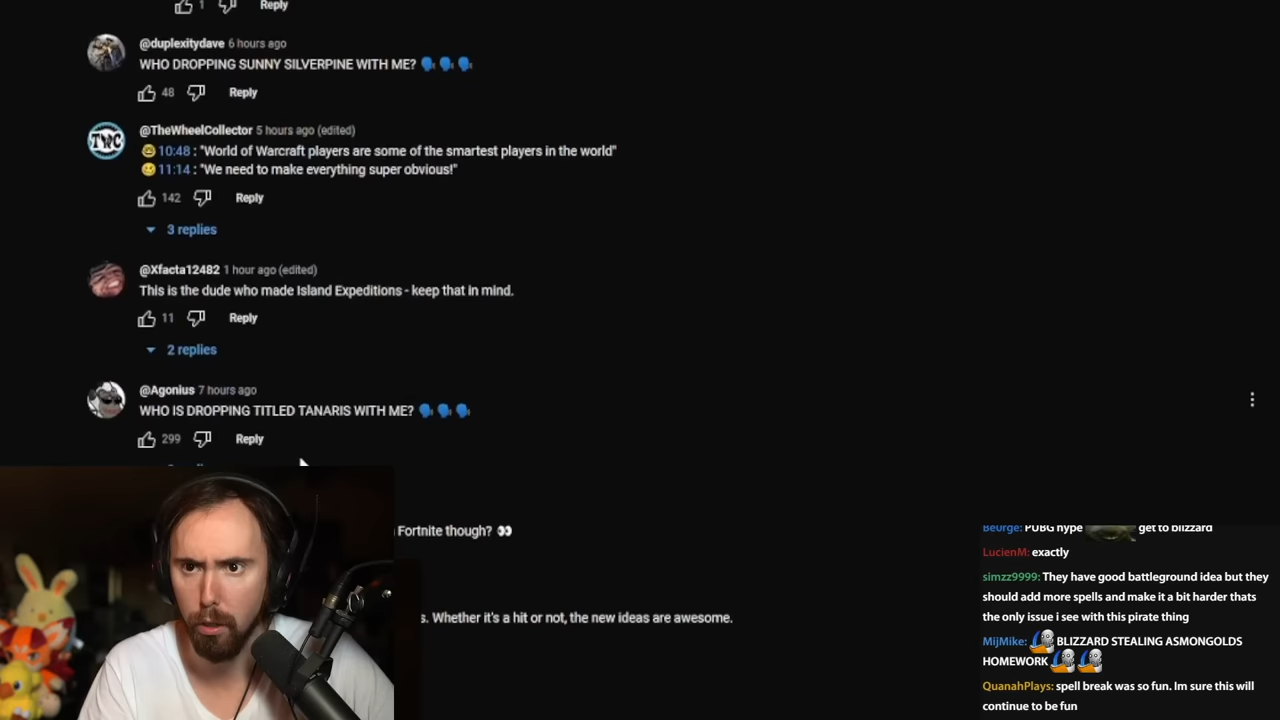 1 Reply
@duplexitydave 6 hours ago
WHO DROPPING SUNNY SILVERPINE WITH ME? 🗣️🗣️🗣️
48 Reply
TWC
@TheWheelCollector 5 hours ago (edited)
🤓 10:48 : "World of Warcraft players are some of the smartest players in the world"
🥴 11:14 : "We need to make everything super obvious!"
142 Reply
3 replies
@Xfacta12482 1 hour ago (edited)
This is the dude who made Island Expeditions - keep that in mind.
11 Reply
2 replies
@Agonius 7 hours ago
WHO IS DROPPING TITLED TANARIS WITH ME? 🗣️🗣️🗣️
299 Reply
Fortnite though? 👀
s. Whether it's a hit or not, the new ideas are awesome.
Be0rge: PUBG hype get to blizzard
LucienM: exactly
simzz9999: They have good battleground idea but they
should add more spells and make it a bit harder thats
the only issue i see with this pirate thing
MijMike: BLIZZARD STEALING ASMONGOLDS
HOMEWORK
QuanahPlays: spell break was so fun. Im sure this will
continue to be fun